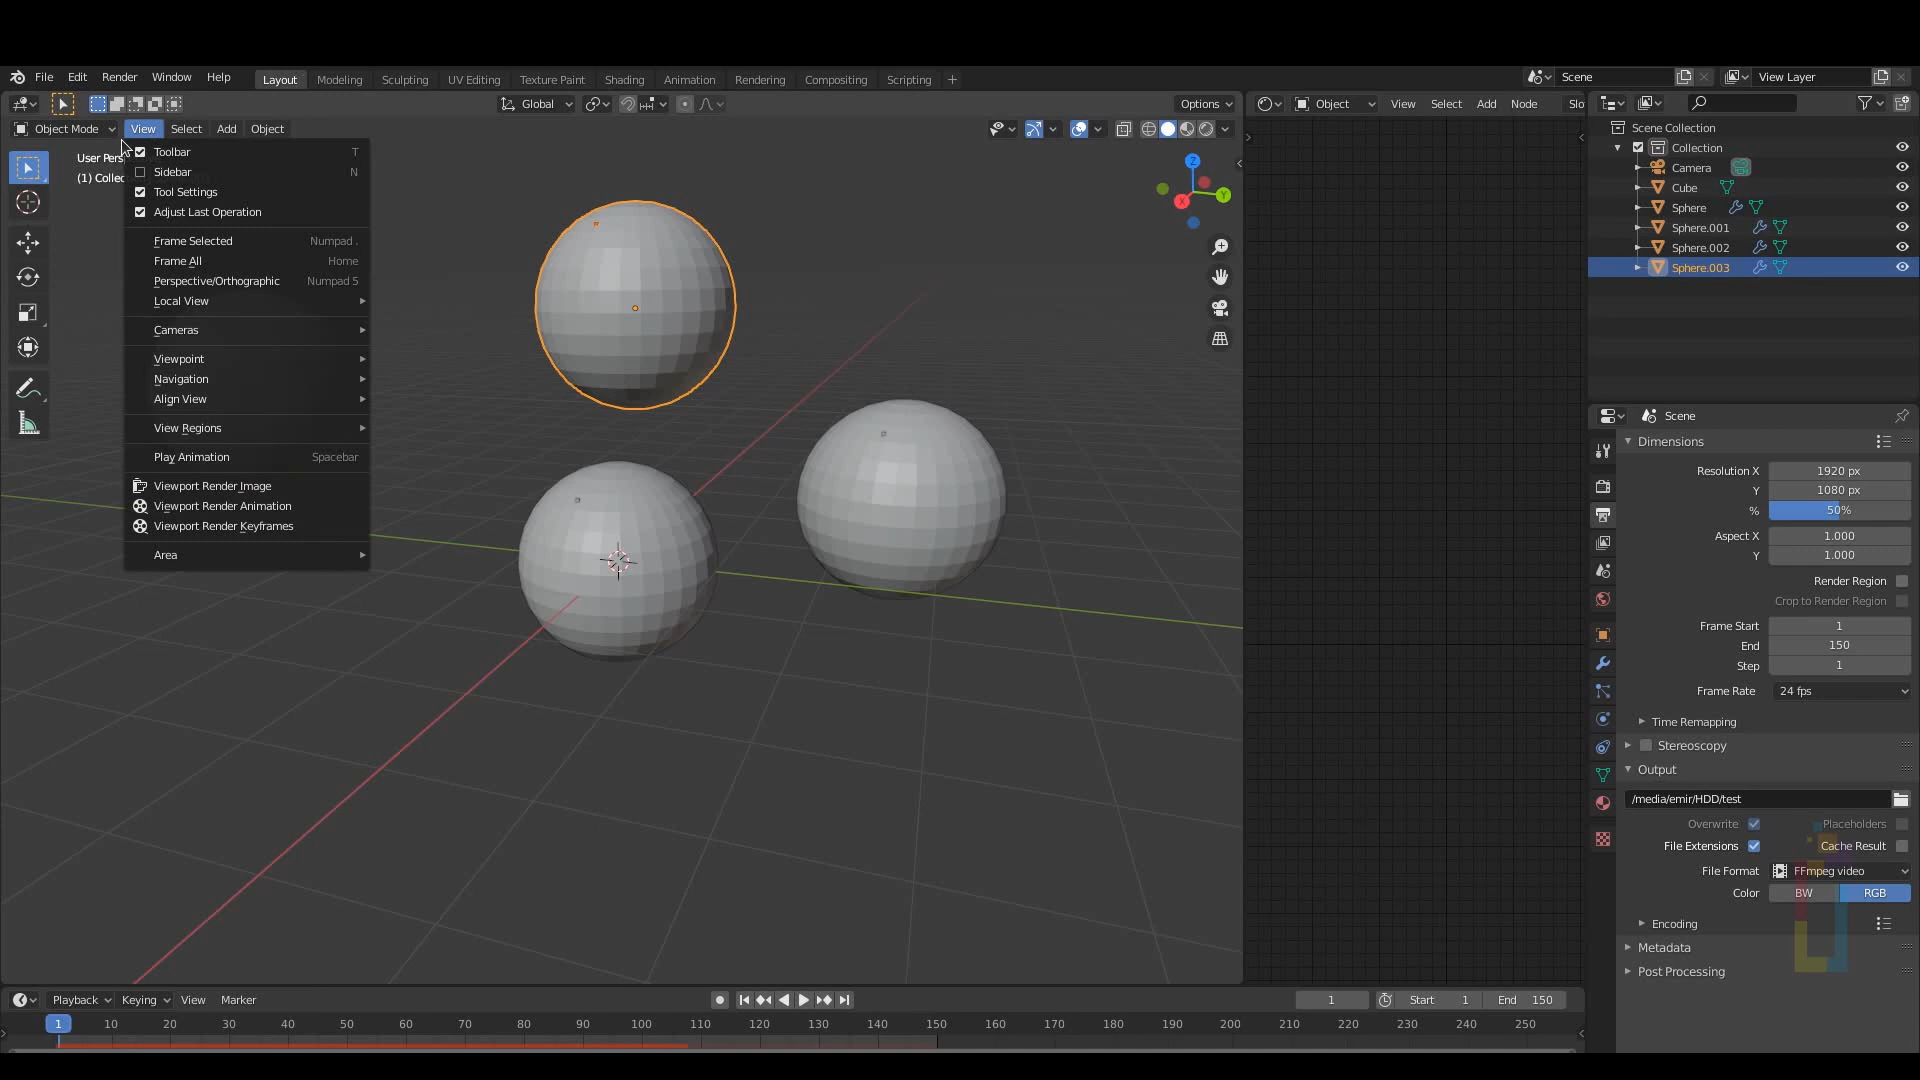 File Edit Render Window Help Layout Modeling Sculpting UV Editing Texture Paint Shading Animation Rendering Compositing Scripting + Scene View Layer
Global Options Object View Select Add Node Slo
Object Mode View Select Add Object
User Pers
(1) Collec
Toolbar T
Sidebar N
Tool Settings
Adjust Last Operation
Frame Selected Numpad .
Frame All Home
Perspective/Orthographic Numpad 5
Local View
Cameras
Viewpoint
Navigation
Align View
View Regions
Play Animation Spacebar
Viewport Render Image
Viewport Render Animation
Viewport Render Keyframes
Area
Z
Y
X
Scene Collection
Collection
Camera
Cube
Sphere
Sphere.001
Sphere.002
Sphere.003
Scene
Dimensions
Resolution X 1920 px
Y 1080 px
% 50%
Aspect X 1.000
Y 1.000
Render Region
Crop to Render Region
Frame Start 1
End 150
Step 1
Frame Rate 24 fps
Time Remapping
Stereoscopy
Output
/media/emir/HDD/test
Overwrite Placeholders
File Extensions Cache Result
File Format FFmpeg video
Color BW RGB
Encoding
Metadata
Post Processing
Playback Keying View Marker 1 Start 1 End 150
1 10 20 30 40 50 60 70 80 90 100 110 120 130 140 150 160 170 180 190 200 210 220 230 240 250